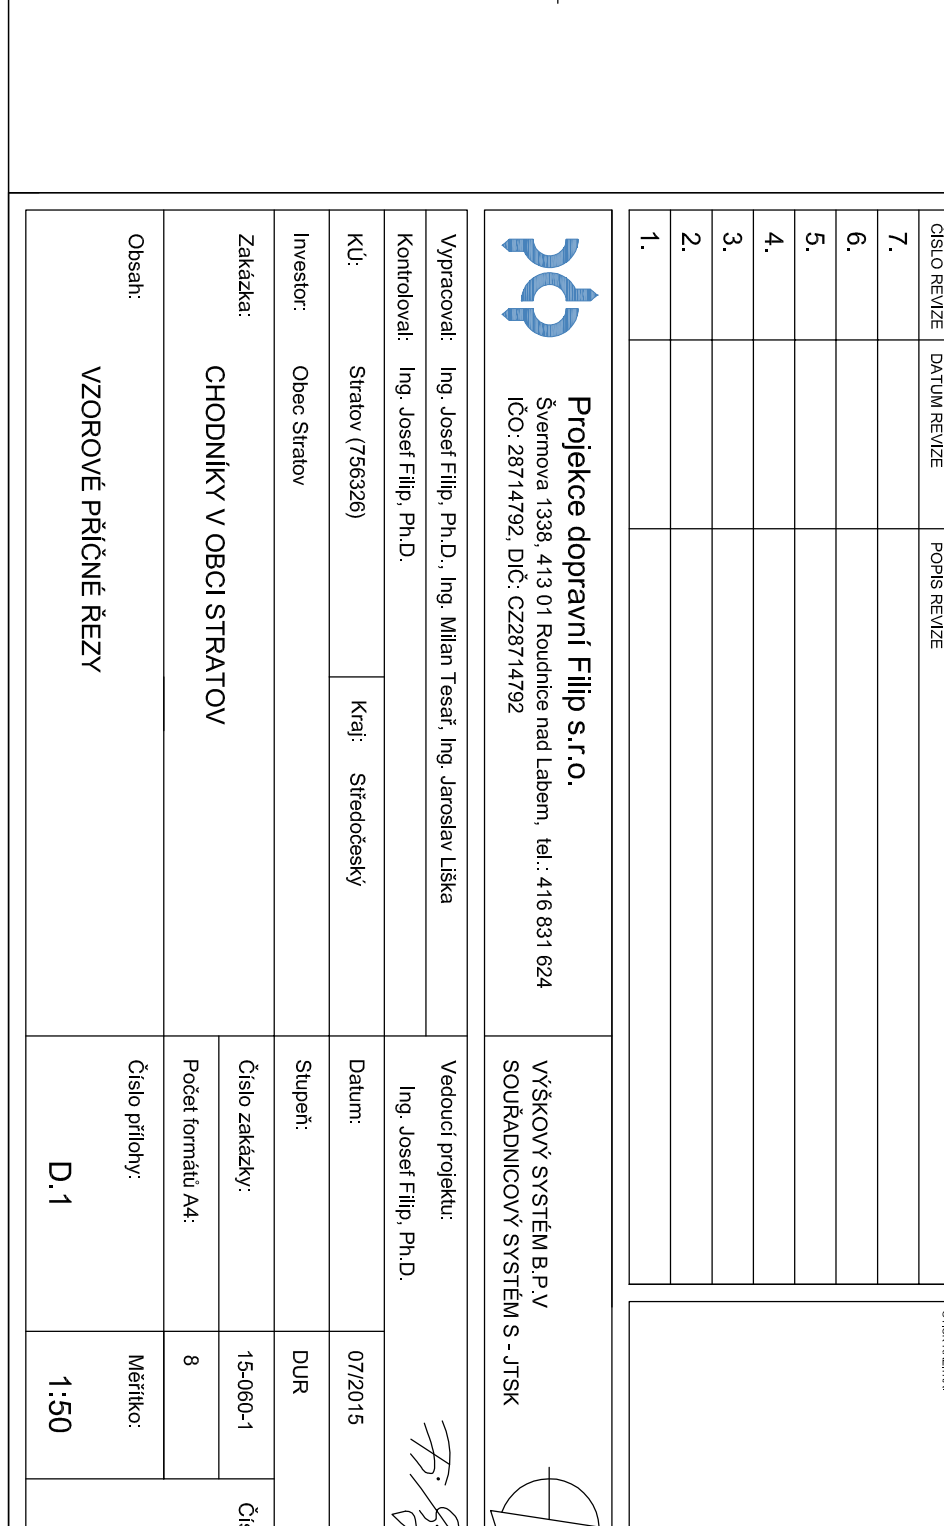 ČÍSLO REVIZE DATUM REVIZE POPIS REVIZE
7.
6.
5.
4.
3.
2.
1.
Projekce dopravní Filip s.r.o.
Švermova 1338, 413 01 Roudnice nad Labem, tel.: 416 831 624
IČO: 28714792, DIČ: CZ28714792
VÝŠKOVÝ SYSTÉM B.P.V
SOUŘADNICOVÝ SYSTÉM S - JTSK
Vypracoval: Ing. Josef Filip, Ph.D., Ing. Milan Tesař, Ing. Jaroslav Liška
Vedoucí projektu:
Kontroloval: Ing. Josef Filip, Ph.D.
Ing. Josef Filip, Ph.D.
KÚ: Stratov (756326) Kraj: Středočeský
Datum: 07/2015
Investor: Obec Stratov
Stupeň: DUR
Zakázka:
CHODNÍKY V OBCI STRATOV
Číslo zakázky: 15-060-1
Počet formátů A4: 8
Obsah:
VZOROVÉ PŘÍČNÉ ŘEZY
Číslo přílohy:
D.1
Měřítko:
1:50